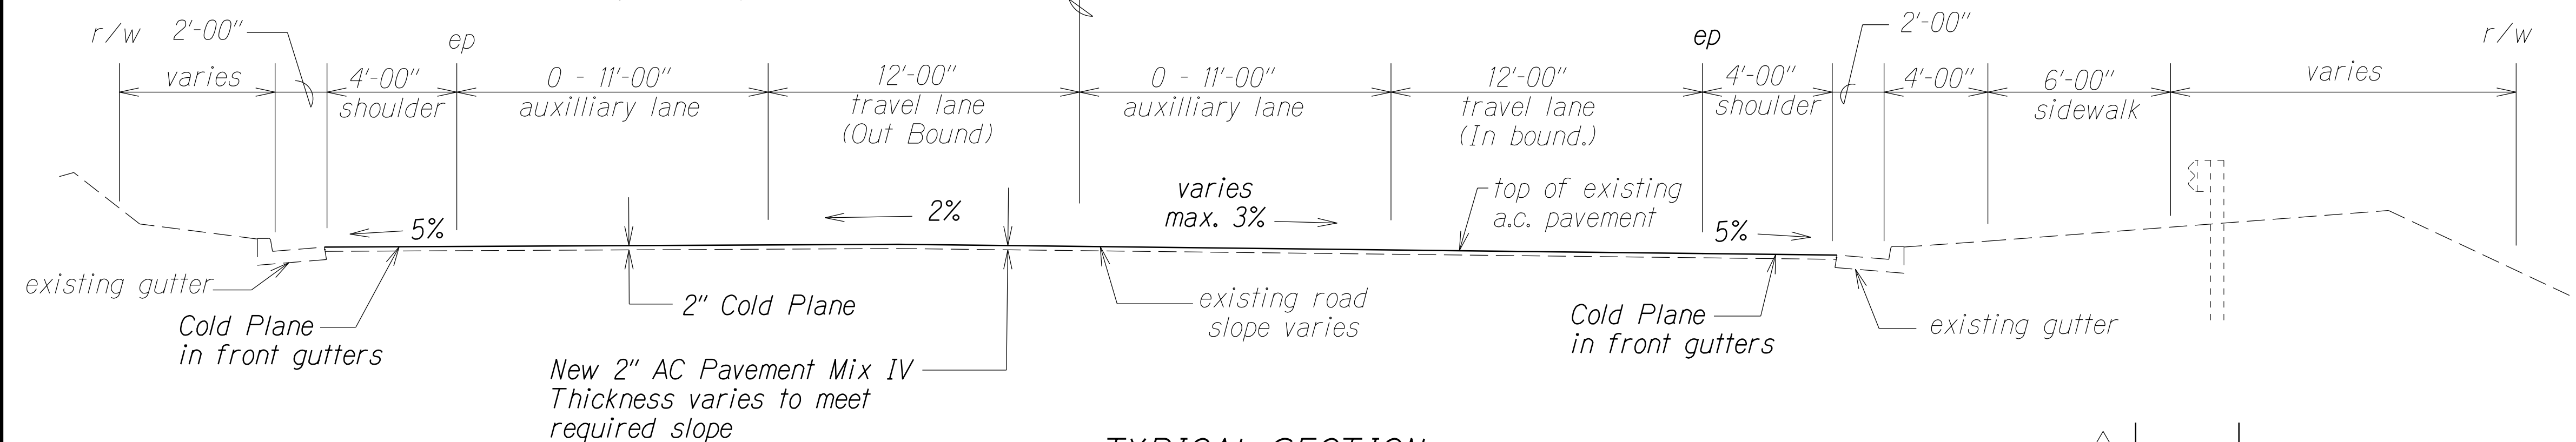 r/w
2'-00"
ep
ep
2'-00"
r/w
varies
4'-00"
shoulder
0 - 11'-00"
auxilliary lane
12'-00"
travel lane
(Out Bound)
0 - 11'-00"
auxilliary lane
12'-00"
travel lane
(In bound.)
4'-00"
shoulder
4'-00"
6'-00"
sidewalk
varies
5%
2%
varies
max. 3%
top of existing
a.c. pavement
5%
existing gutter
Cold Plane
in front gutters
2" Cold Plane
New 2" AC Pavement Mix IV
Thickness varies to meet
required slope
existing road
slope varies
Cold Plane
in front gutters
existing gutter
TYPICAL SECTION